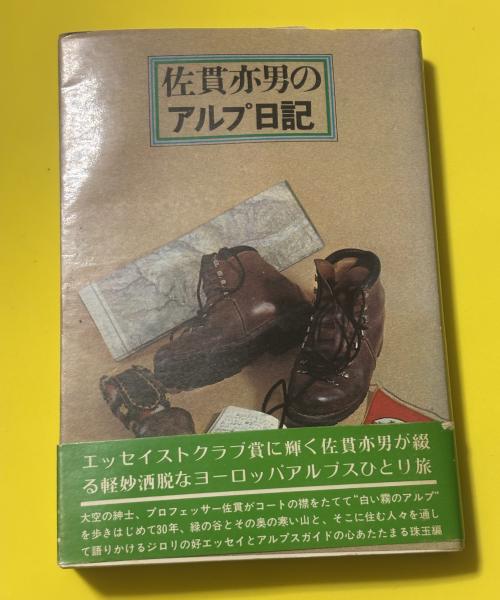 佐貫亦男の
アルプ日記
エッセイストクラブ賞に輝く佐貫亦男が綴
る軽妙洒脱なヨーロッパアルプスひとり旅
大空の紳士、プロフェッサー佐貫がコートの襟をたてて“白い霧のアルプ”
を歩きはじめて30年、緑の谷とその奥の寒い山と、そこに住む人々を通し
て語りかけるジロリの好エッセイとアルプスガイドの心あたたまる珠玉編